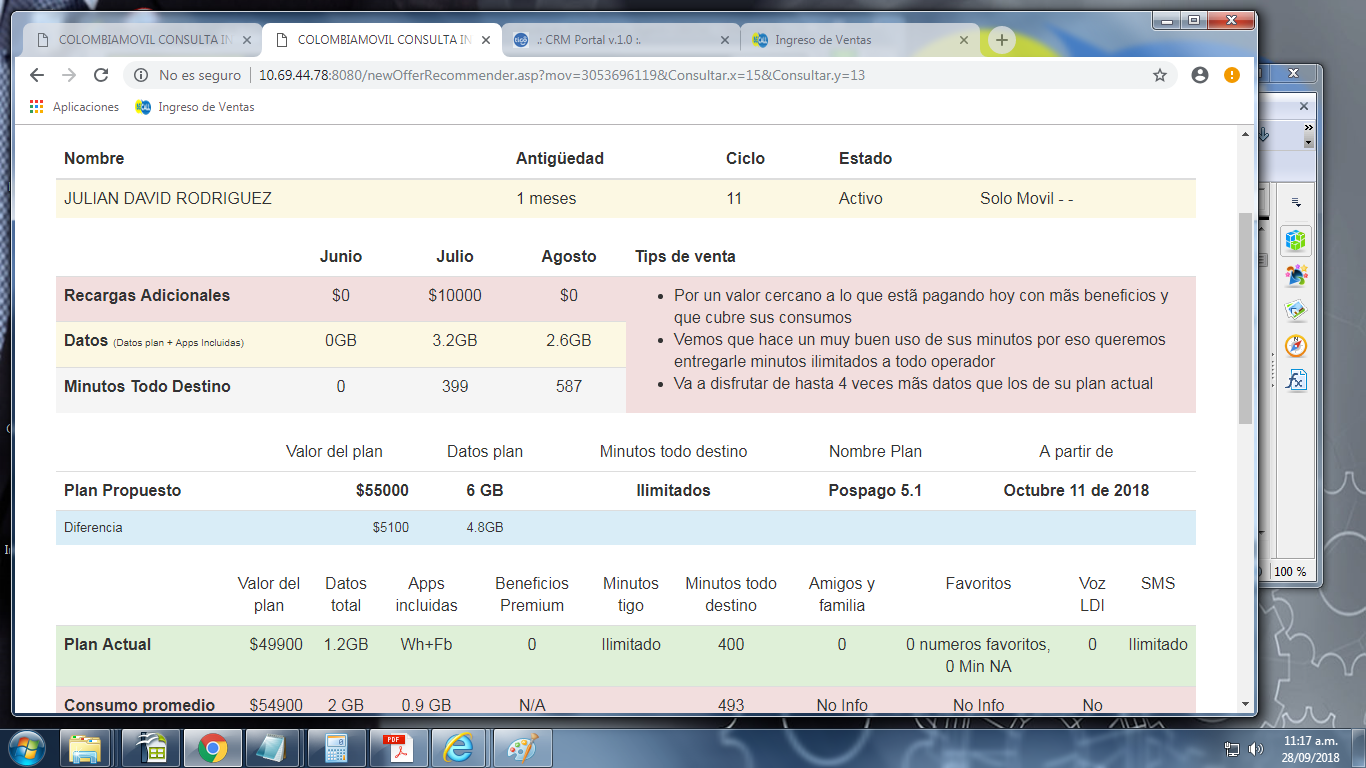 COLOMBIAMOVIL CONSULTA IN
COLOMBIAMOVIL CONSULTA IN
tigo
.: CRM Portal v.1.0 :.
Ingreso de Ventas
No es seguro
10.69.44.78:8080/newOfferRecommender.asp?mov=3053696119&Consultar.x=15&Consultar.y=13
Aplicaciones
Ingreso de Ventas
Nombre Antigüedad Ciclo Estado
JULIAN DAVID RODRIGUEZ 1 meses 11 Activo Solo Movil - -
Junio Julio Agosto Tips de venta
Recargas Adicionales $0 $10000 $0
• Por un valor cercano a lo que estã pagando hoy con mãs beneficios y
que cubre sus consumos
Datos (Datos plan + Apps Incluidas) 0GB 3.2GB 2.6GB
• Vemos que hace un muy buen uso de sus minutos por eso queremos
entregarle minutos ilimitados a todo operador
Minutos Todo Destino 0 399 587
• Va a disfrutar de hasta 4 veces mãs datos que los de su plan actual
Valor del plan Datos plan Minutos todo destino Nombre Plan A partir de
Plan Propuesto $55000 6 GB Ilimitados Pospago 5.1 Octubre 11 de 2018
Diferencia $5100 4.8GB
Valor del Datos Apps Beneficios Minutos Minutos todo Amigos y Favoritos Voz SMS
plan total incluidas Premium tigo destino familia LDI
Plan Actual $49900 1.2GB Wh+Fb 0 Ilimitado 400 0 0 numeros favoritos, 0 Ilimitado
0 Min NA
Consumo promedio $54900 2 GB 0.9 GB N/A 493 No Info No Info No
100 %
PDF
11:17 a.m.
28/09/2018